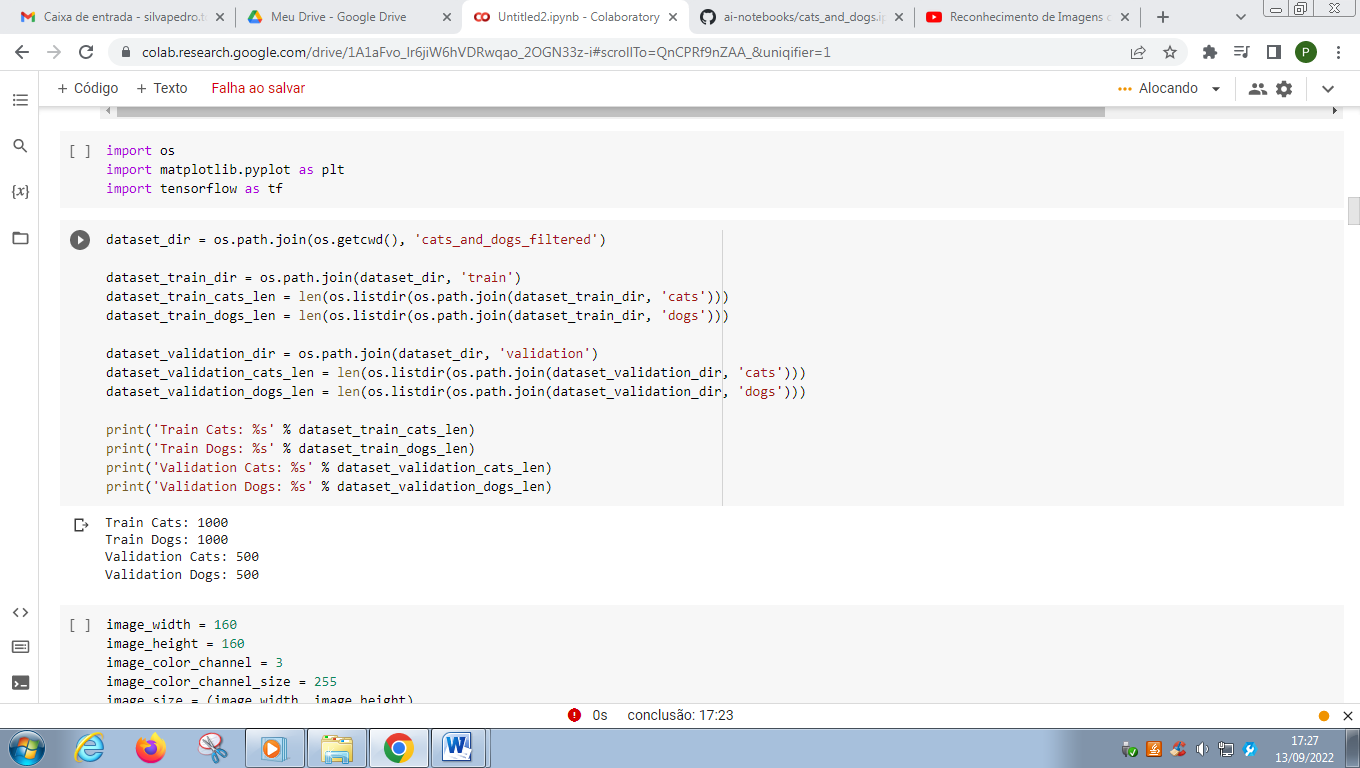 Caixa de entrada - silvapedro.t
Meu Drive - Google Drive
Untitled2.ipynb - Colaboratory
ai-notebooks/cats_and_dogs.ip
Reconhecimento de Imagens c
colab.research.google.com/drive/1A1aFvo_Ir6jiW6hVDRwqao_2OGN33z-i#scrollTo=QnCPRf9nZAA_&uniqifier=1
P
+ Código + Texto Falha ao salvar
Alocando
{x}
[ ] import os
import matplotlib.pyplot as plt
import tensorflow as tf
dataset_dir = os.path.join(os.getcwd(), 'cats_and_dogs_filtered')
dataset_train_dir = os.path.join(dataset_dir, 'train')
dataset_train_cats_len = len(os.listdir(os.path.join(dataset_train_dir, 'cats')))
dataset_train_dogs_len = len(os.listdir(os.path.join(dataset_train_dir, 'dogs')))
dataset_validation_dir = os.path.join(dataset_dir, 'validation')
dataset_validation_cats_len = len(os.listdir(os.path.join(dataset_validation_dir, 'cats')))
dataset_validation_dogs_len = len(os.listdir(os.path.join(dataset_validation_dir, 'dogs')))
print('Train Cats: %s' % dataset_train_cats_len)
print('Train Dogs: %s' % dataset_train_dogs_len)
print('Validation Cats: %s' % dataset_validation_cats_len)
print('Validation Dogs: %s' % dataset_validation_dogs_len)
Train Cats: 1000
Train Dogs: 1000
Validation Cats: 500
Validation Dogs: 500
[ ] image_width = 160
image_height = 160
image_color_channel = 3
image_color_channel_size = 255
image_size = (image_width, image_height)
0s conclusão: 17:23
17:27
13/09/2022